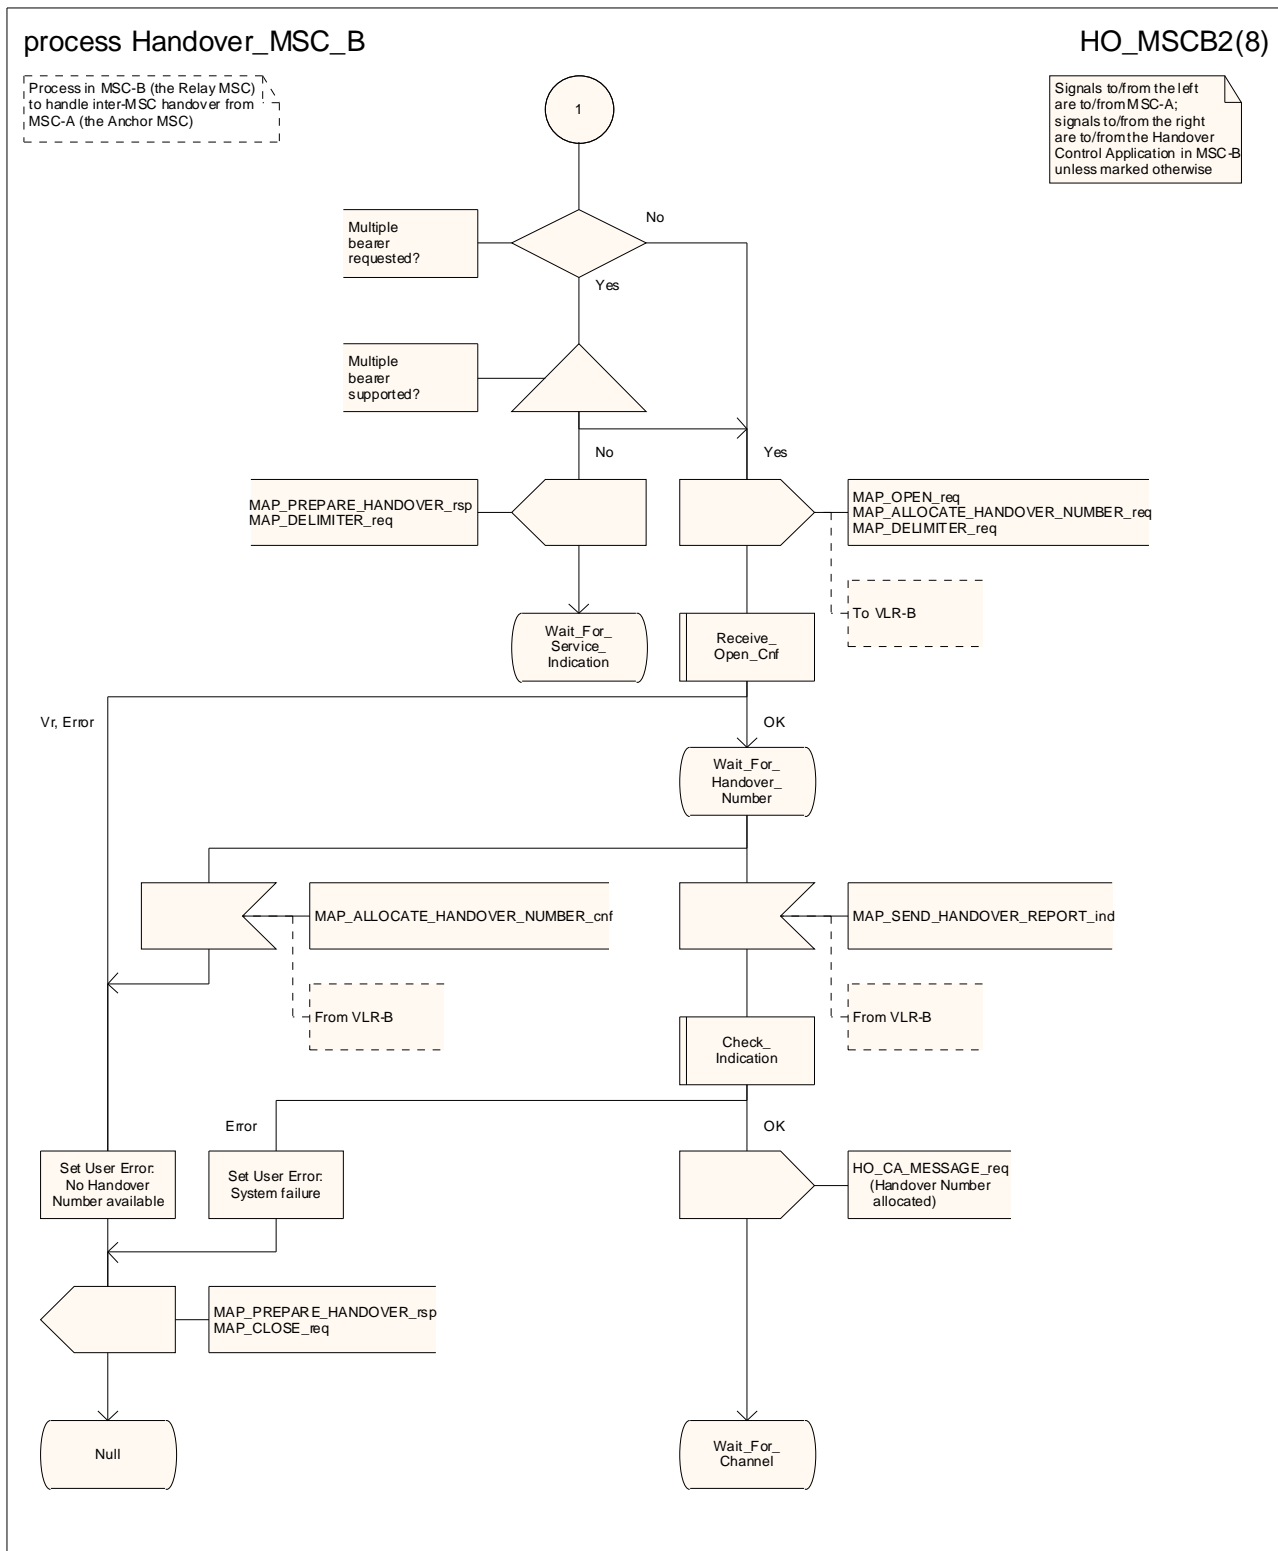 process Handover_MSC_B
HO_MSCB2(8)
Process in MSC-B (the Relay MSC)
to handle inter-MSC handover from
MSC-A (the Anchor MSC)
Signals to/from the left
are to/from MSC-A;
signals to/from the right
are to/from the Handover
Control Application in MSC-B
unless marked otherwise
1
Multiple
bearer
requested?
No
Yes
Multiple
bearer
supported?
No
Yes
MAP_PREPARE_HANDOVER_rsp
MAP_DELIMITER_req
MAP_OPEN_req
MAP_ALLOCATE_HANDOVER_NUMBER_req
MAP_DELIMITER_req
To VLR-B
Wait_For_
Service_
Indication
Receive_
Open_Cnf
Vr, Error
OK
Wait_For_
Handover_
Number
MAP_ALLOCATE_HANDOVER_NUMBER_cnf
MAP_SEND_HANDOVER_REPORT_ind
From VLR-B
From VLR-B
Check_
Indication
Error
OK
Set User Error:
No Handover
Number available
Set User Error:
System failure
HO_CA_MESSAGE_req
(Handover Number
allocated)
MAP_PREPARE_HANDOVER_rsp
MAP_CLOSE_req
Null
Wait_For_
Channel